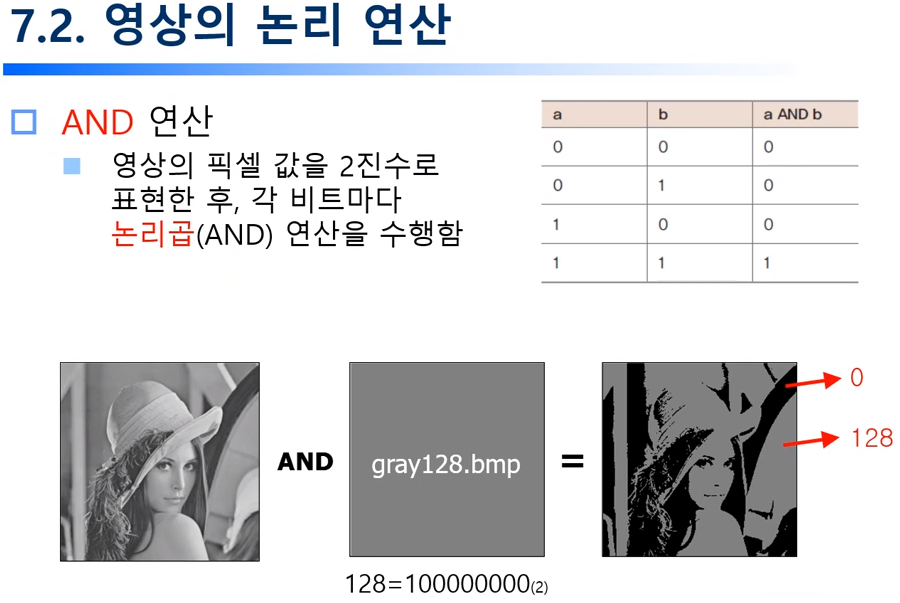 7.2. 영상의 논리 연산
AND 연산
영상의 픽셀 값을 2진수로
표현한 후, 각 비트마다
논리곱(AND) 연산을 수행함
a b a AND b
0 0 0
0 1 0
1 0 0
1 1 1
AND
gray128.bmp
=
0
128
128=100000000(2)